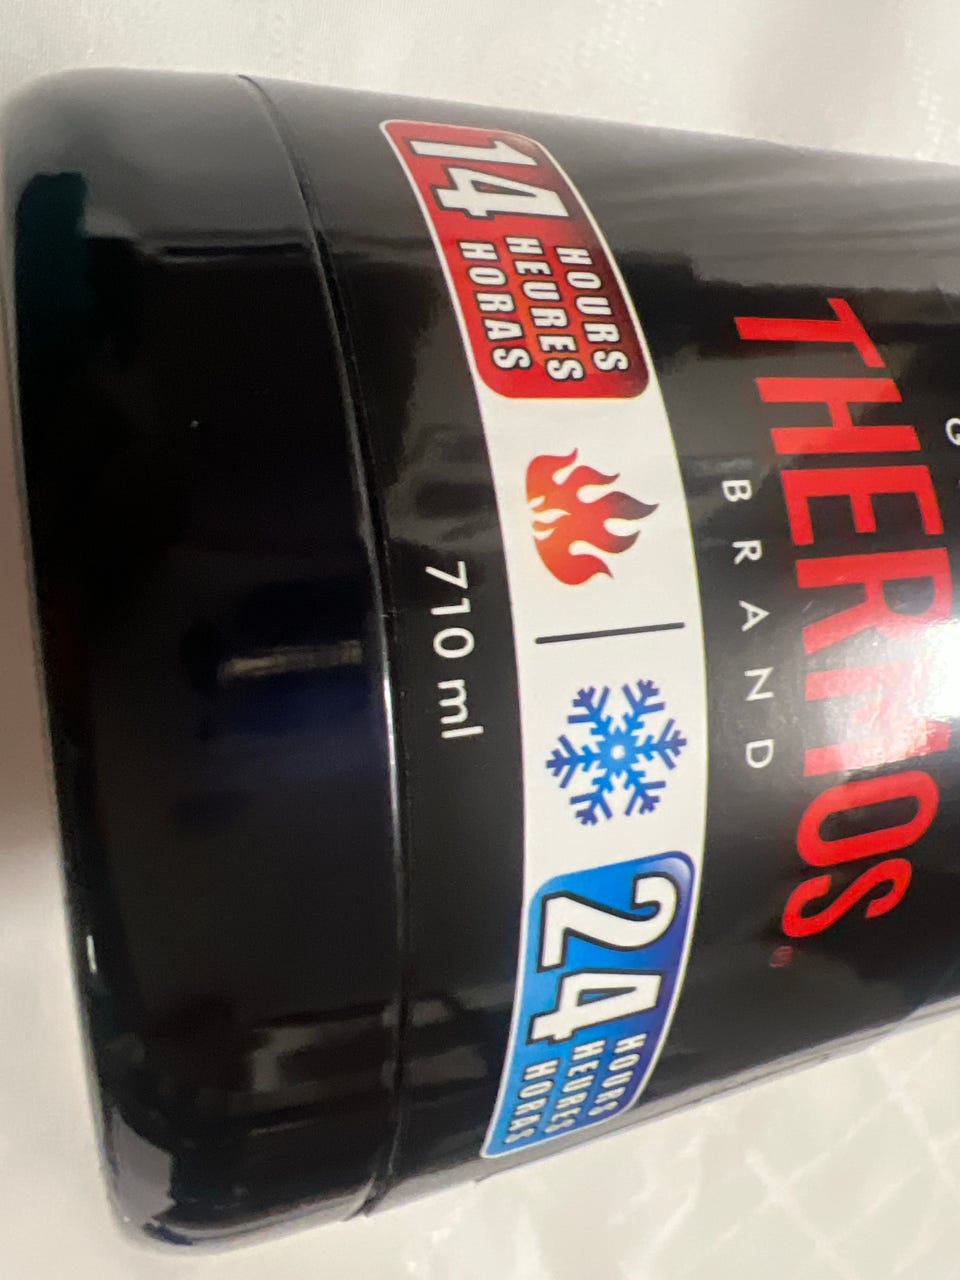 THERMOS®
BRAND
14
HOURS
HEURES
HORAS
24
HOURS
HEURES
HORAS
710 ml